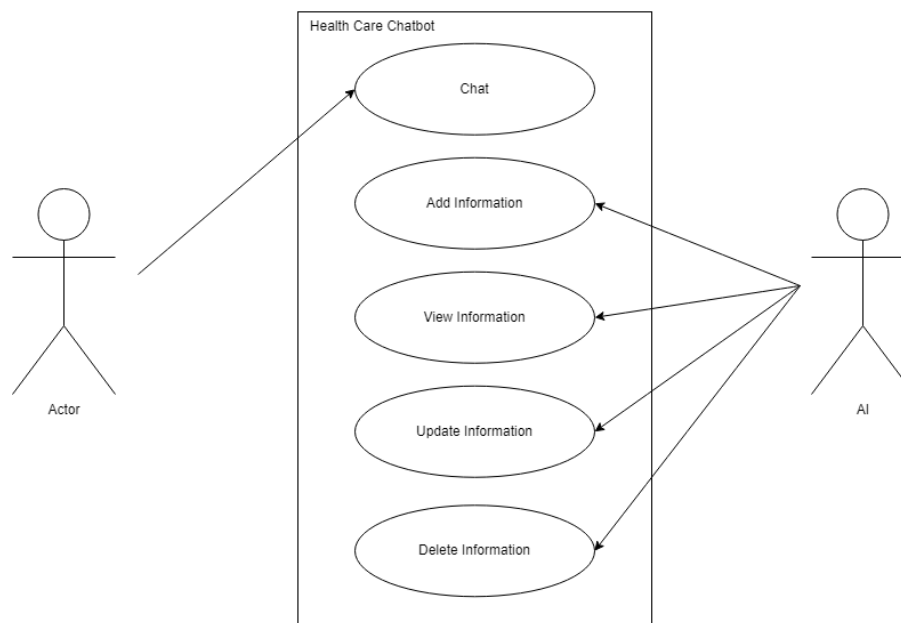 Health Care Chatbot
Chat
Add Information
View Information
Update Information
Delete Information
Actor
AI